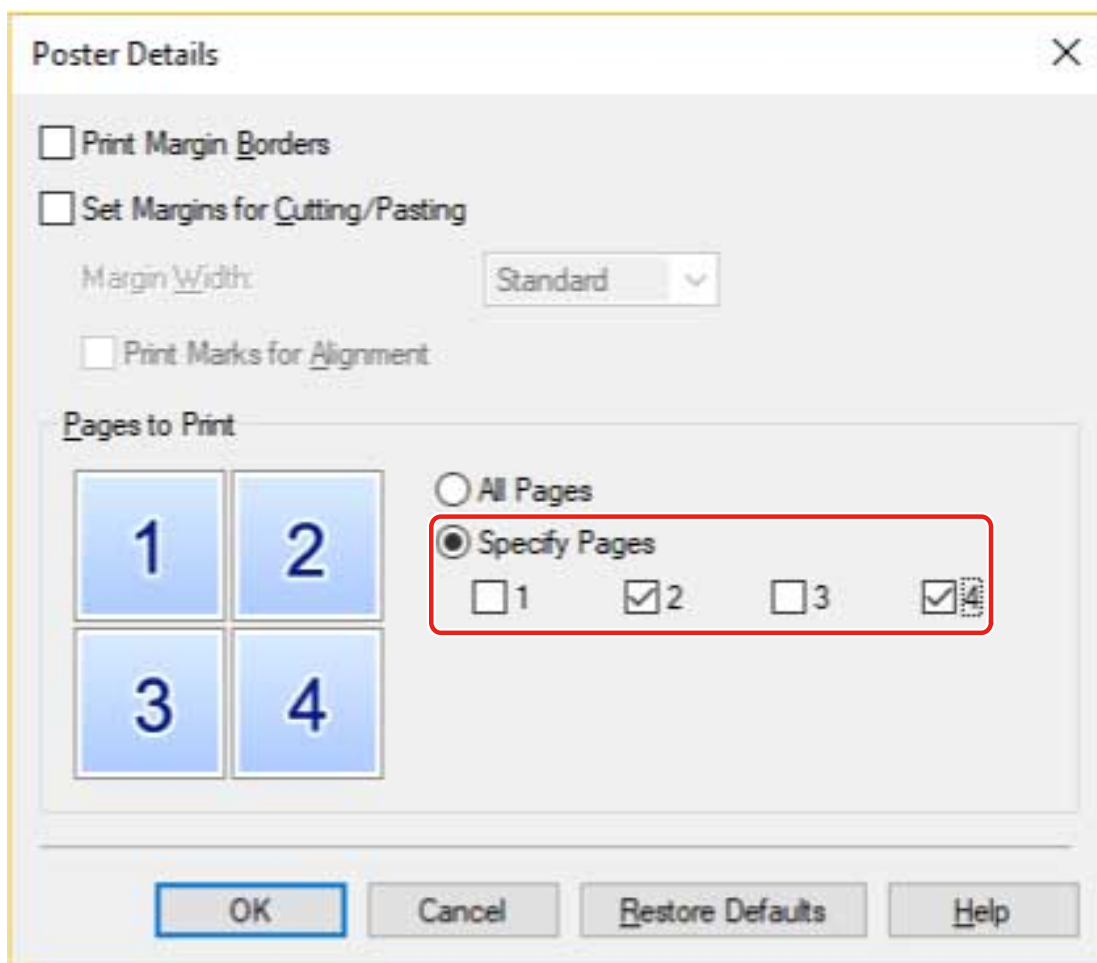 Poster Details
Print Margin Borders
Set Margins for Cutting/Pasting
Margin Width: Standard
Print Marks for Alignment
Pages to Print
1 2
3 4
All Pages
Specify Pages
1 2 3 4
OK Cancel Restore Defaults Help